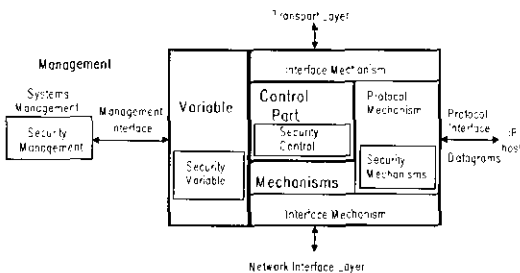 Transport Layer
Management
Interface Mechanism
Systems
Management
Management
Interface
Variable
Control
Part
Protocol
Mechanism
Protocol
Interface
Security
Management
Security
Control
IP
host
Datagrams
Security
Variable
Mechanisms
Security
Mechanisms
Interface Mechanism
Network Interface Layer